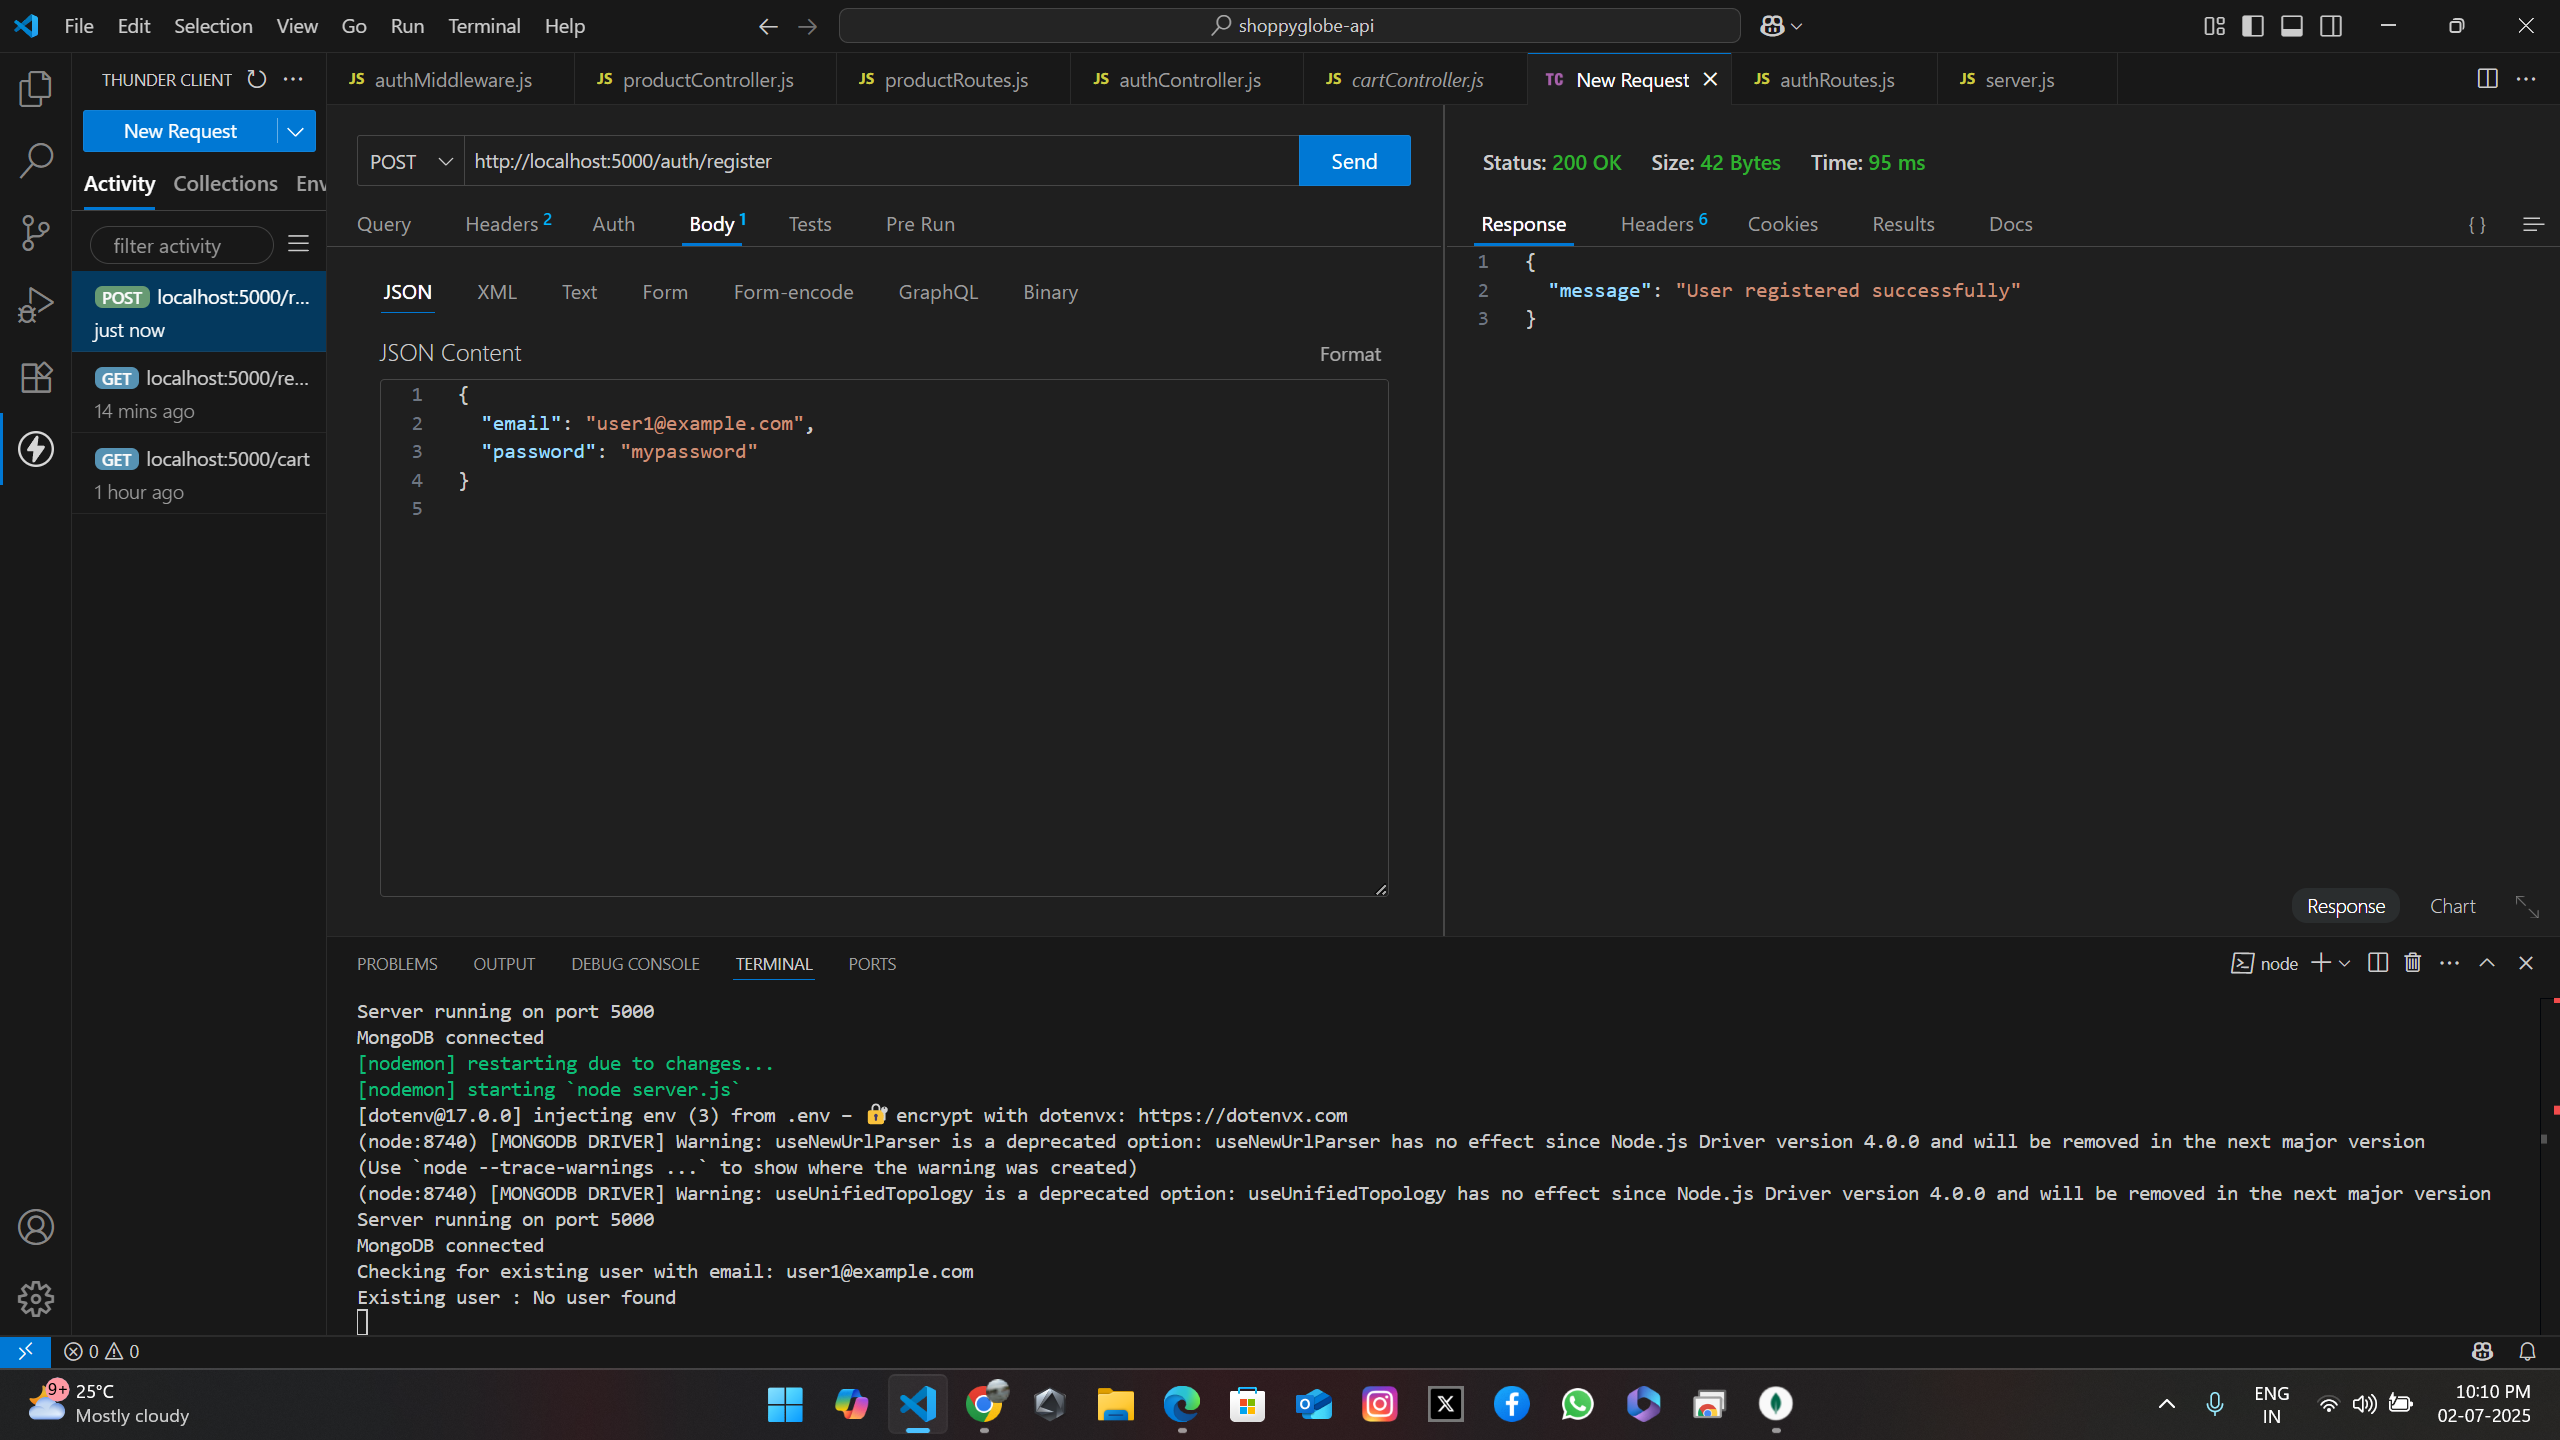 File Edit Selection View Go Run Terminal Help
shoppyglobe-api
THUNDER CLIENT
JS authMiddleware.js
JS productController.js
JS productRoutes.js
JS authController.js
JS cartController.js
TC New Request
JS authRoutes.js
JS server.js
New Request
Activity Collections Env
filter activity
POST localhost:5000/r...
just now
GET localhost:5000/re...
14 mins ago
GET localhost:5000/cart
1 hour ago
POST http://localhost:5000/auth/register Send
Query Headers 2 Auth Body 1 Tests Pre Run
JSON XML Text Form Form-encode GraphQL Binary
JSON Content Format
1 {
2 "email": "user1@example.com",
3 "password": "mypassword"
4 }
5
Status: 200 OK Size: 42 Bytes Time: 95 ms
Response Headers 6 Cookies Results Docs { }
1 {
2 "message": "User registered successfully"
3 }
Response Chart
PROBLEMS OUTPUT DEBUG CONSOLE TERMINAL PORTS
node
Server running on port 5000
MongoDB connected
[nodemon] restarting due to changes...
[nodemon] starting `node server.js`
[dotenv@17.0.0] injecting env (3) from .env – 🔐 encrypt with dotenvx: https://dotenvx.com
(node:8740) [MONGODB DRIVER] Warning: useNewUrlParser is a deprecated option: useNewUrlParser has no effect since Node.js Driver version 4.0.0 and will be removed in the next major version
(Use `node --trace-warnings ...` to show where the warning was created)
(node:8740) [MONGODB DRIVER] Warning: useUnifiedTopology is a deprecated option: useUnifiedTopology has no effect since Node.js Driver version 4.0.0 and will be removed in the next major version
Server running on port 5000
MongoDB connected
Checking for existing user with email: user1@example.com
Existing user : No user found
0 0
9+
25°C
Mostly cloudy
ENG
IN
10:10 PM
02-07-2025